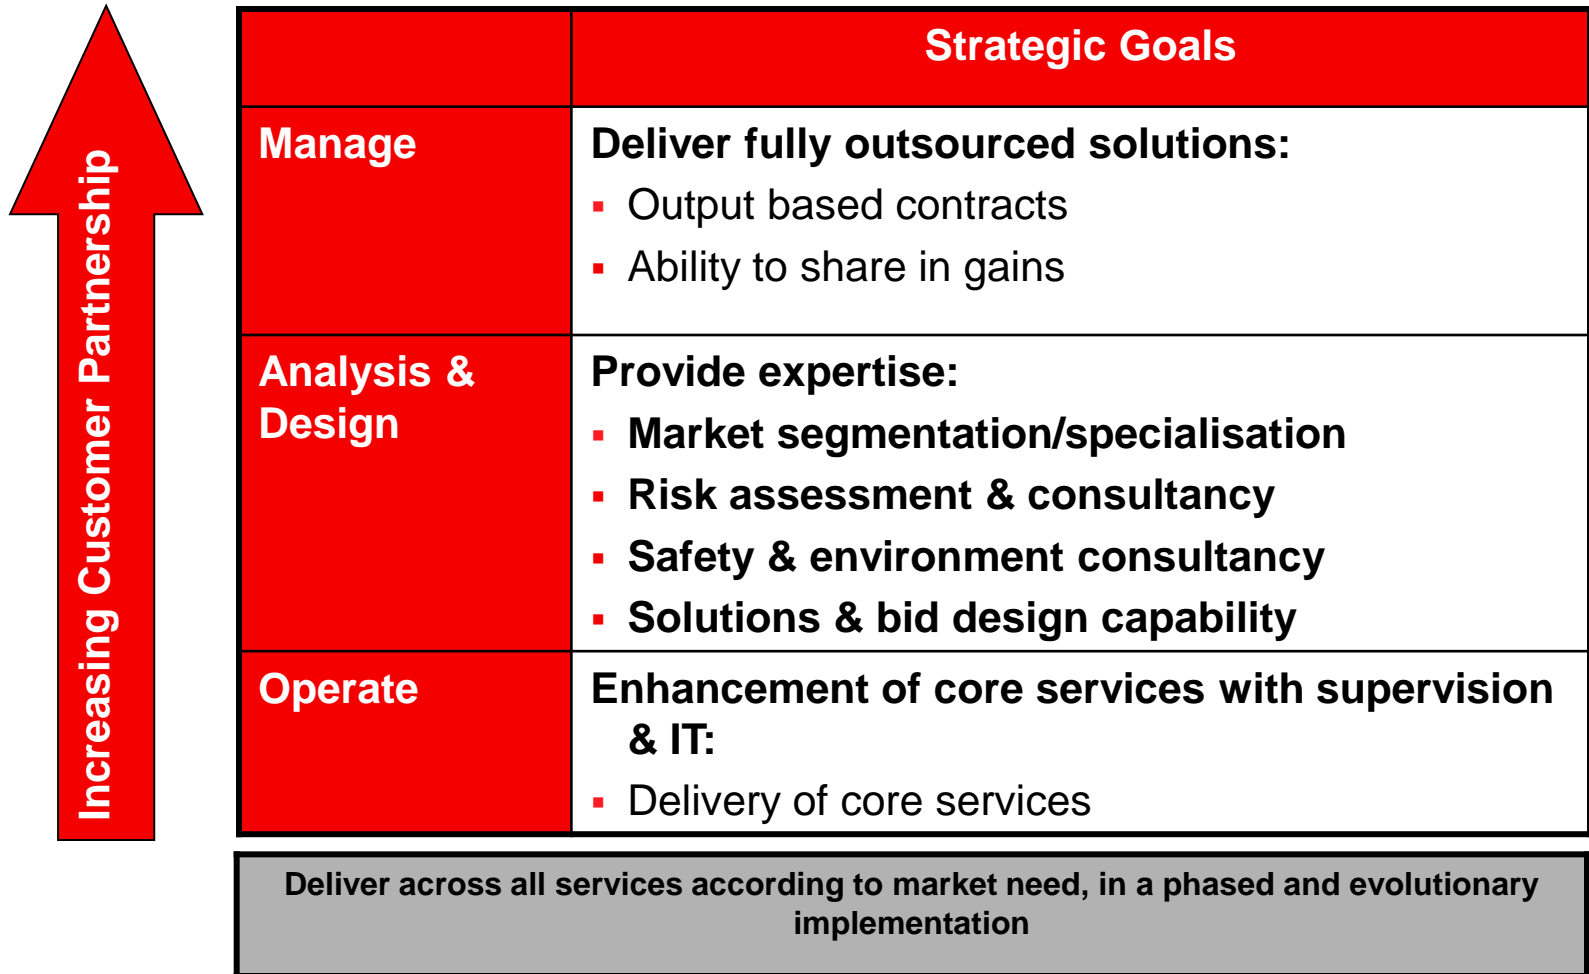 Increasing Customer Partnership
Strategic Goals
Manage
Deliver fully outsourced solutions:
▪ Output based contracts
▪ Ability to share in gains
Analysis &
Design
Provide expertise:
▪ Market segmentation/specialisation
▪ Risk assessment & consultancy
▪ Safety & environment consultancy
▪ Solutions & bid design capability
Operate
Enhancement of core services with supervision
& IT:
▪ Delivery of core services
Deliver across all services according to market need, in a phased and evolutionary
implementation